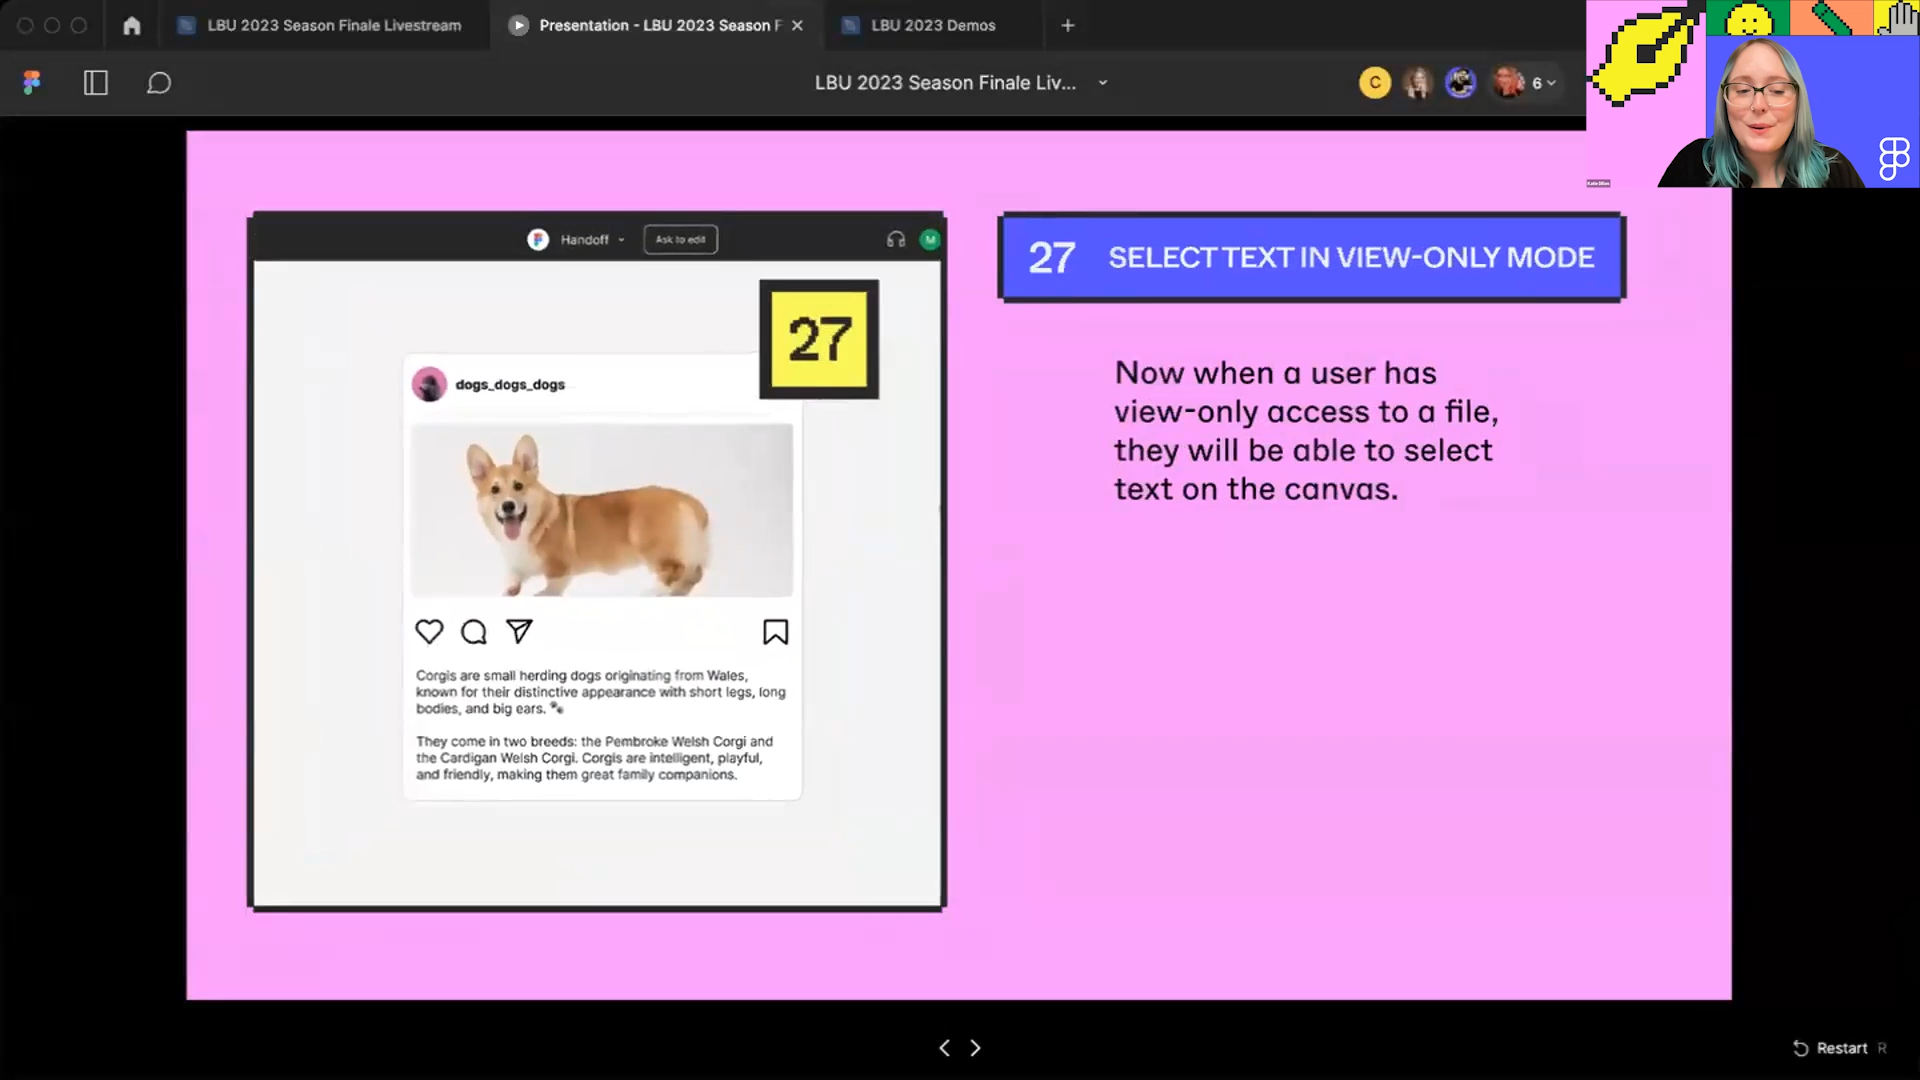 LBU 2023 Season Finale Livestream
Presentation - LBU 2023 Season F
LBU 2023 Demos
LBU 2023 Season Finale Liv...
C
6
Handoff
Ask to edit
M
27
dogs_dogs_dogs
Corgis are small herding dogs originating from Wales,
known for their distinctive appearance with short legs, long
bodies, and big ears. 🐾
They come in two breeds: the Pembroke Welsh Corgi and
the Cardigan Welsh Corgi. Corgis are intelligent, playful,
and friendly, making them great family companions.
27 SELECT TEXT IN VIEW-ONLY MODE
Now when a user has
view-only access to a file,
they will be able to select
text on the canvas.
Restart R